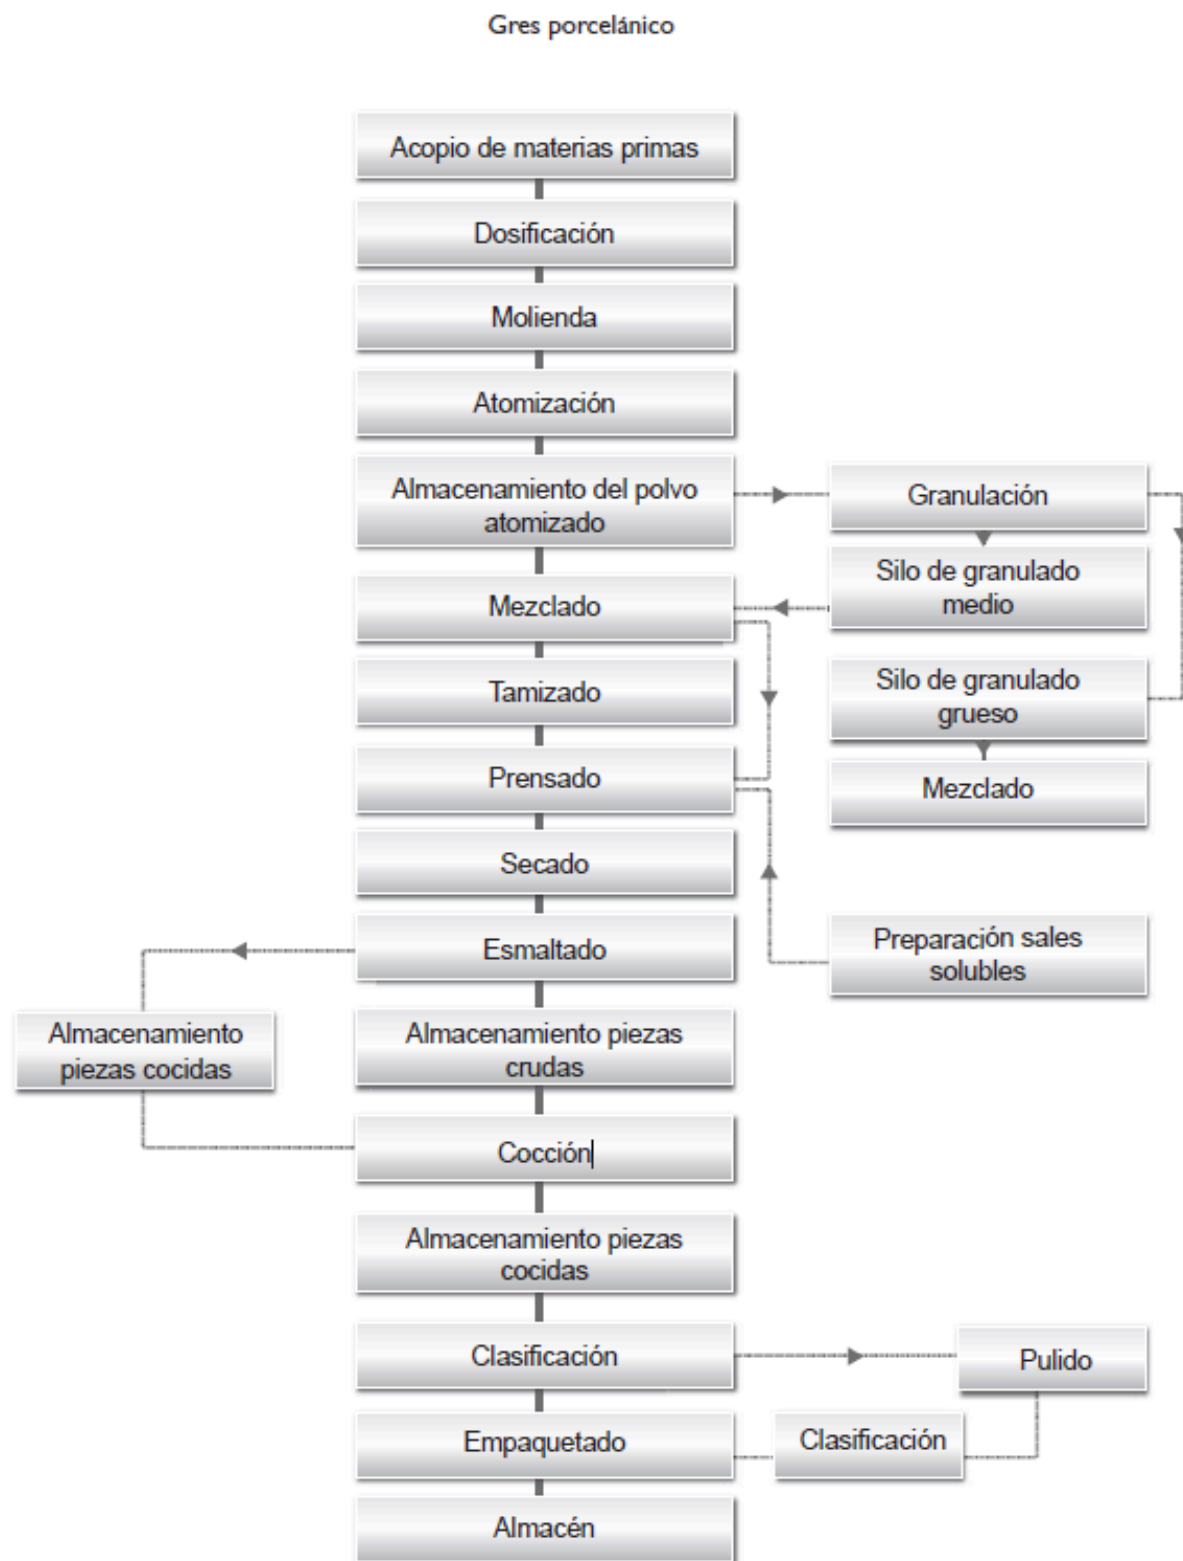 Gres porcelánico
Acopio de materias primas
Dosificación
Molienda
Atomización
Almacenamiento del polvo
atomizado
Granulación
Silo de granulado
medio
Mezclado
Tamizado
Silo de granulado
grueso
Prensado
Mezclado
Secado
Esmaltado
Preparación sales
solubles
Almacenamiento
piezas cocidas
Almacenamiento piezas
crudas
Cocción
Almacenamiento piezas
cocidas
Clasificación
Pulido
Empaquetado
Clasificación
Almacén